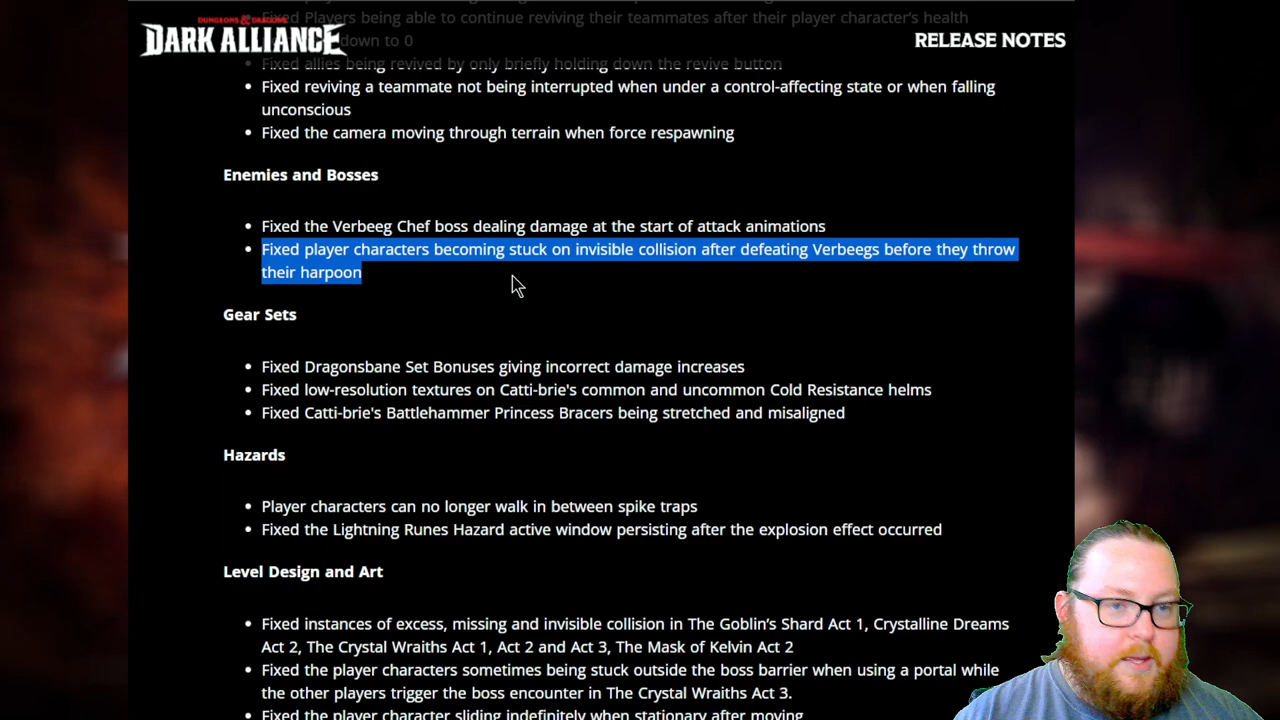 Fixed Players being able to continue reviving their teammates after their player character's health
DUNGEONS & DRAGONS
DARK ALLIANCE
down to 0
RELEASE NOTES
• Fixed allies being revived by only briefly holding down the revive button
• Fixed reviving a teammate not being interrupted when under a control-affecting state or when falling
unconscious
• Fixed the camera moving through terrain when force respawning
Enemies and Bosses
• Fixed the Verbeeg Chef boss dealing damage at the start of attack animations
• Fixed player characters becoming stuck on invisible collision after defeating Verbeegs before they throw
their harpoon
Gear Sets
• Fixed Dragonsbane Set Bonuses giving incorrect damage increases
• Fixed low-resolution textures on Catti-brie's common and uncommon Cold Resistance helms
• Fixed Catti-brie's Battlehammer Princess Bracers being stretched and misaligned
Hazards
• Player characters can no longer walk in between spike traps
• Fixed the Lightning Runes Hazard active window persisting after the explosion effect occurred
Level Design and Art
• Fixed instances of excess, missing and invisible collision in The Goblin's Shard Act 1, Crystalline Dreams
Act 2, The Crystal Wraiths Act 1, Act 2 and Act 3, The Mask of Kelvin Act 2
• Fixed the player characters sometimes being stuck outside the boss barrier when using a portal while
the other players trigger the boss encounter in The Crystal Wraiths Act 3.
• Fixed the player character sliding indefinitely when stationary after moving